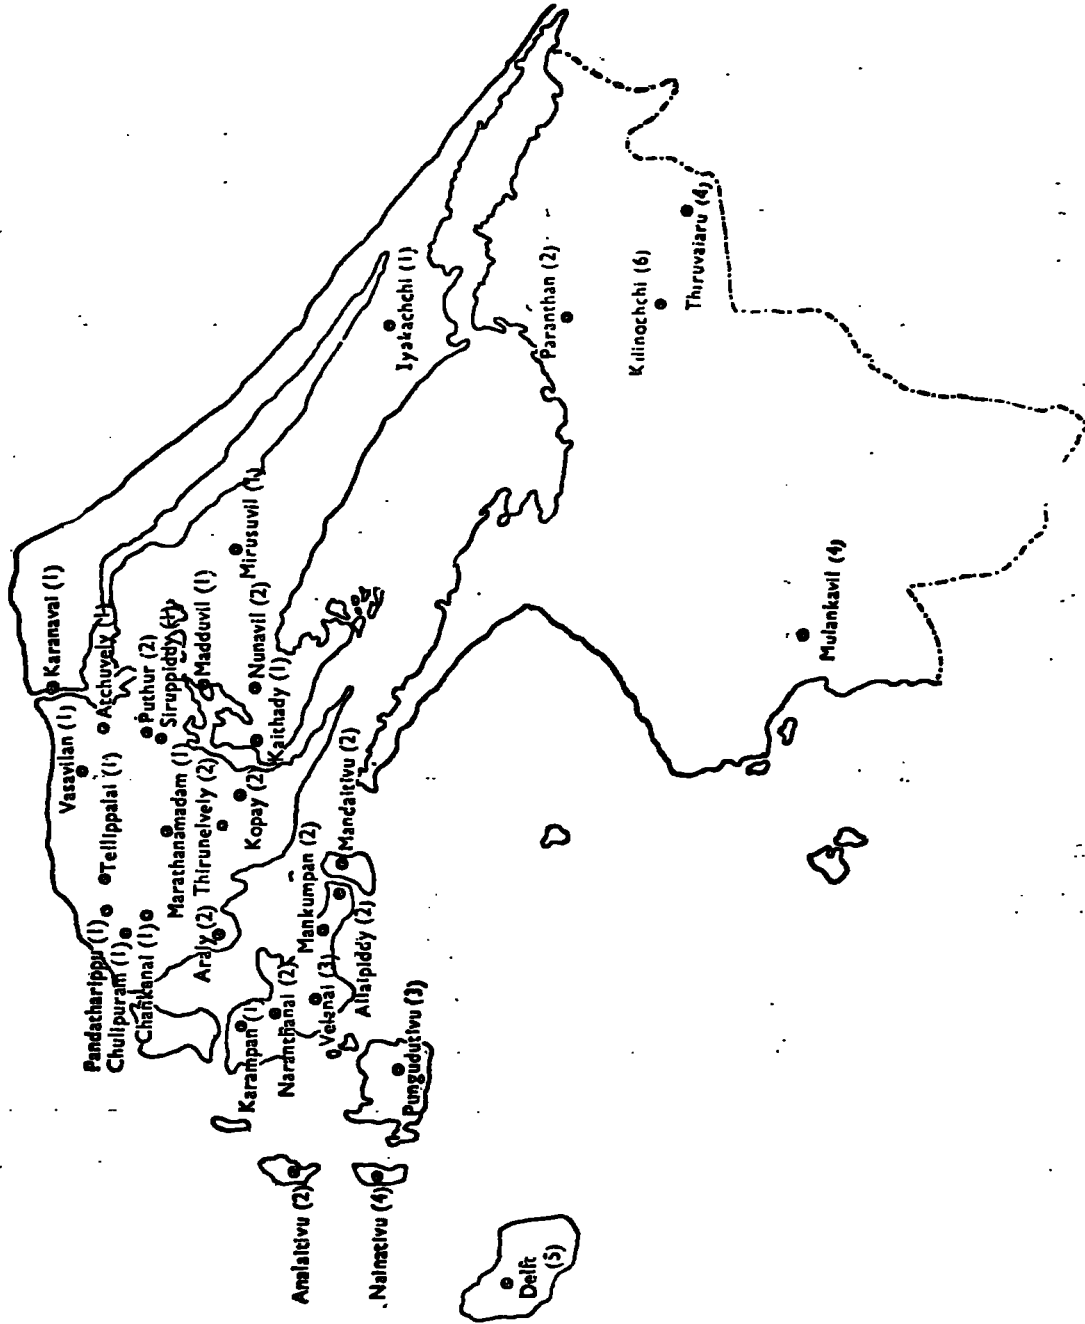 Karanavai (1)
Vasavilan (1)
Atchuvely (1)
Tellippalai (1)
Puthur (2)
Siruppiddy (1)
Pandatharippu (1)
Chulipuram (1)
Chankanai (1)
Marathanamadam (1)
Madduvil (1)
Thirunelvely (2)
Mirusuvil (1)
Nunavil (2)
Kopay (2)
Kaithady (1)
Araly (2)
Iyakachchi (1)
Karampan (1)
Naranthanai (2)
Mankumpan (2)
Velanai (3)
Mandaitivu (2)
Allaipiddy (2)
Pungudutivu (3)
Analaitivu (2)
Nainativu (4)
Delft
(5)
Paranthan (2)
Kilinochchi (6)
Thiruvaiaru (4)
Mulankavil (4)